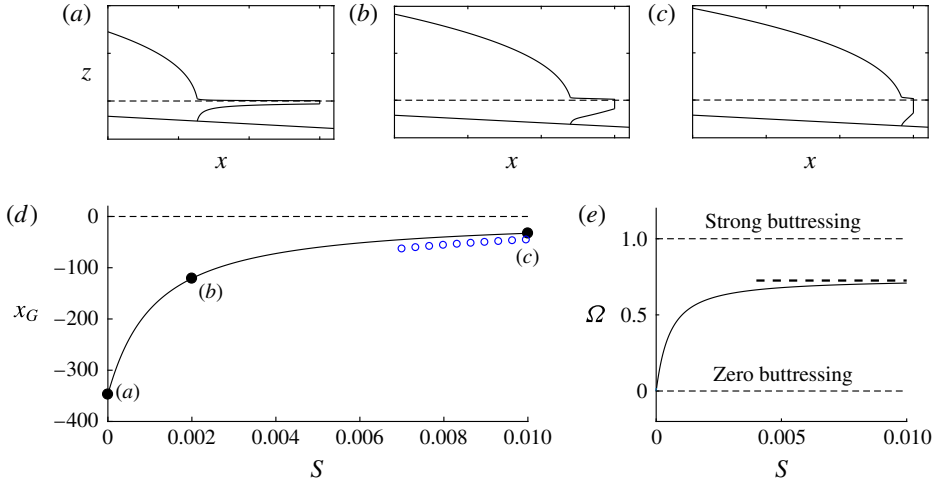 (a)
(b)
(c)
z
x
x
x
(d)
0
–100
–200
–300
–400
x_G
(a)
(b)
(c)
0
0.002
0.004
0.006
0.008
0.010
S
(e)
Strong buttressing
1.0
0.5
0
Ω
Zero buttressing
0
0.005
0.010
S